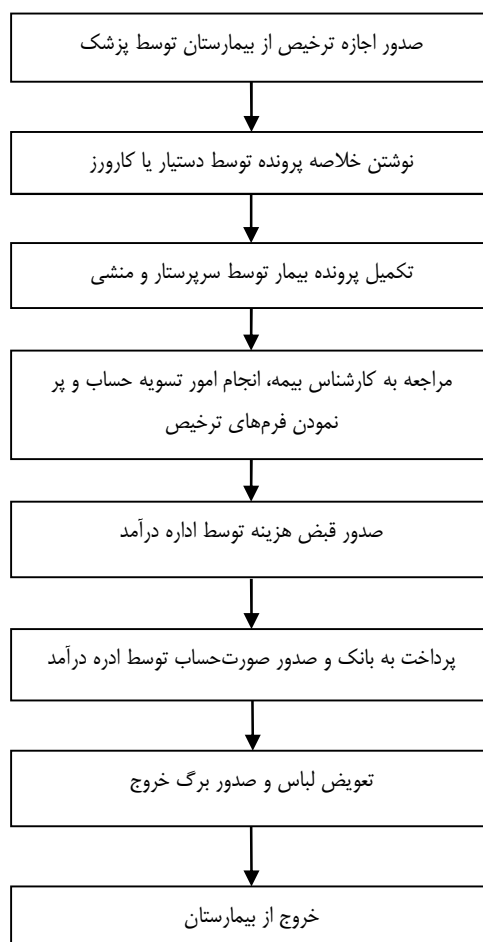 صدور اجازه ترخیص از بیمارستان توسط پزشک
نوشتن خلاصه پرونده توسط دستیار یا کارورز
تکمیل پرونده بیمار توسط سرپرستار و منشی
مراجعه به کارشناس بیمه، انجام امور تسویه حساب و پر
نمودن فرم‌های ترخیص
صدور قبض هزینه توسط اداره درآمد
پرداخت به بانک و صدور صورت‌حساب توسط ادره درآمد
تعویض لباس و صدور برگ خروج
خروج از بیمارستان